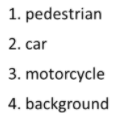 1. pedestrian
2. car
3. motorcycle
4. background